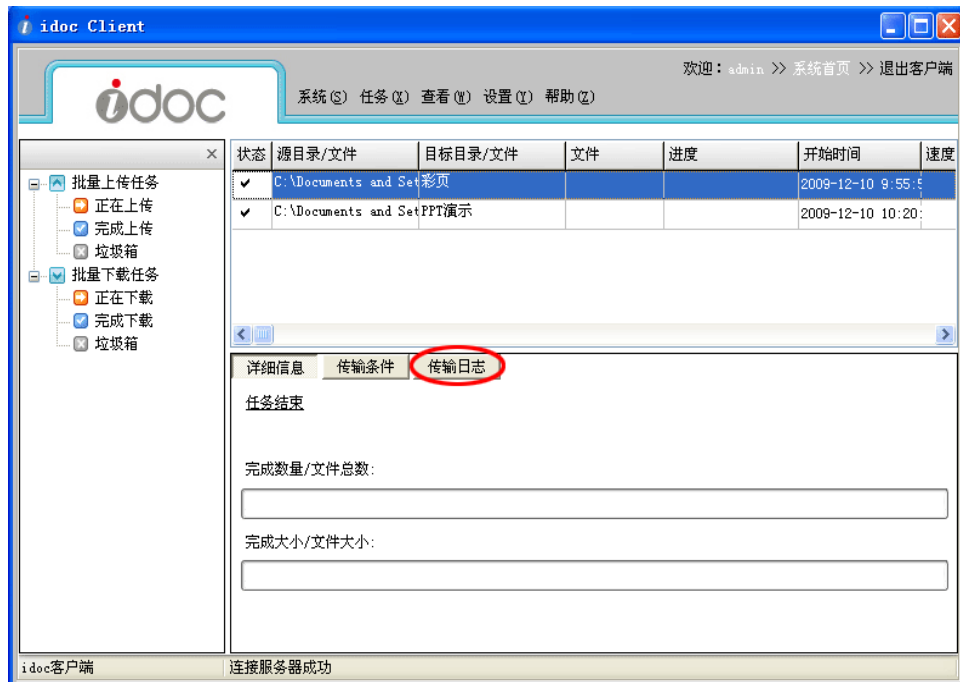 idoc Client
欢迎：admin >> 系统首页 >> 退出客户端
idoc
系统(S) 任务(X) 查看(W) 设置(Y) 帮助(Z)
状态 源目录/文件 目标目录/文件 文件 进度 开始时间 速度
批量上传任务
正在上传
完成上传
垃圾箱
批量下载任务
正在下载
完成下载
垃圾箱
C:\Documents and Set 彩页 2009-12-10 9:55:5
C:\Documents and Set PPT演示 2009-12-10 10:20:
详细信息 传输条件 传输日志
任务结束
完成数量/文件总数:
完成大小/文件大小:
idoc客户端 连接服务器成功